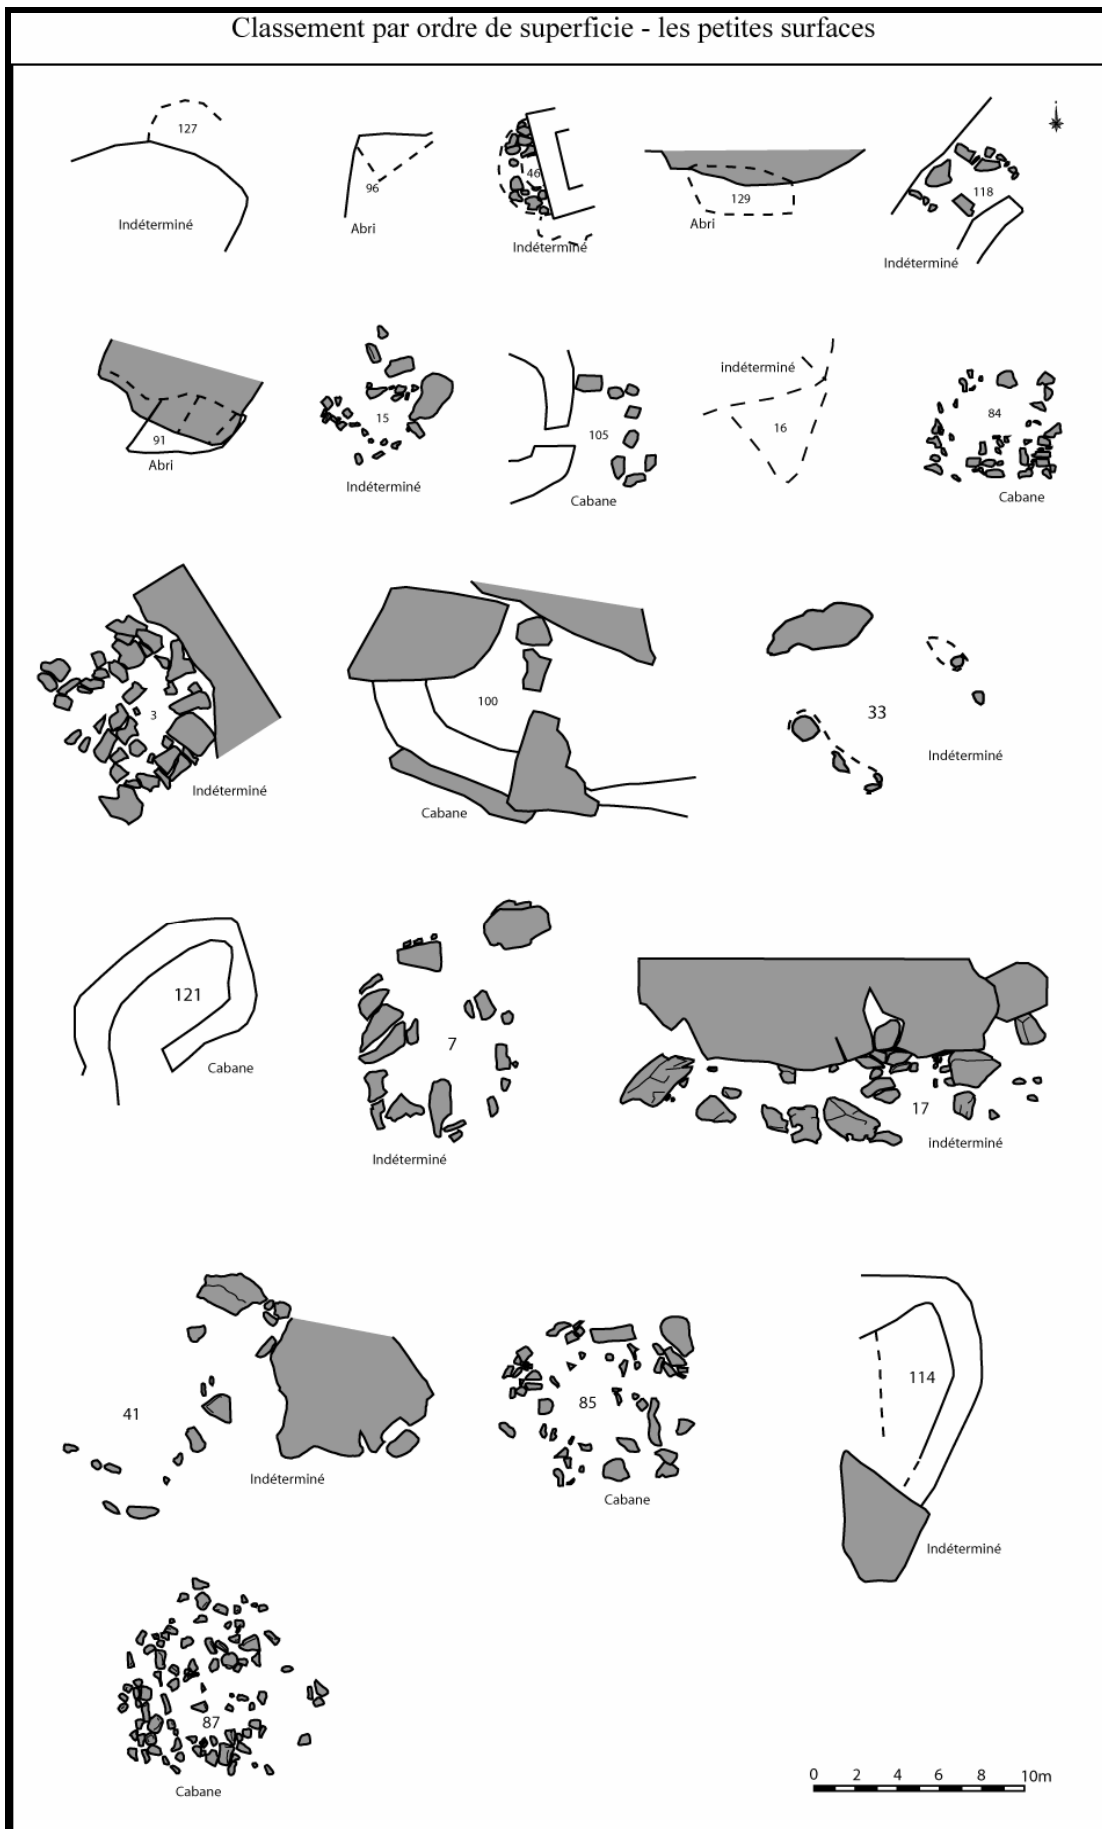 Classement par ordre de superficie - les petites surfaces
127
Indéterminé
96
Abri
46
Indéterminé
129
Abri
118
Indéterminé
91
Abri
15
Indéterminé
105
Cabane
indéterminé
16
84
Cabane
3
Indéterminé
100
Cabane
33
Indéterminé
121
Cabane
7
Indéterminé
17
indéterminé
41
Indéterminé
85
Cabane
114
Indéterminé
87
Cabane
0 2 4 6 8 10m